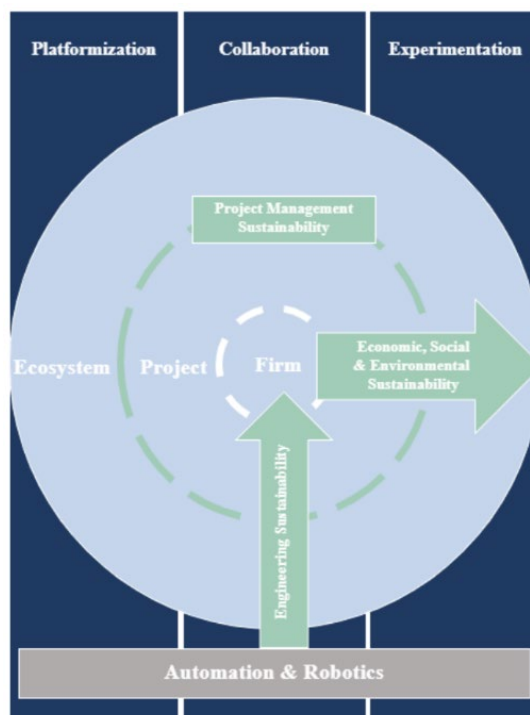 Platformization
Collaboration
Experimentation
Project Management
Sustainability
Ecosystem
Project
Firm
Economic, Social
& Environmental
Sustainability
Engineering Sustainability
Automation & Robotics